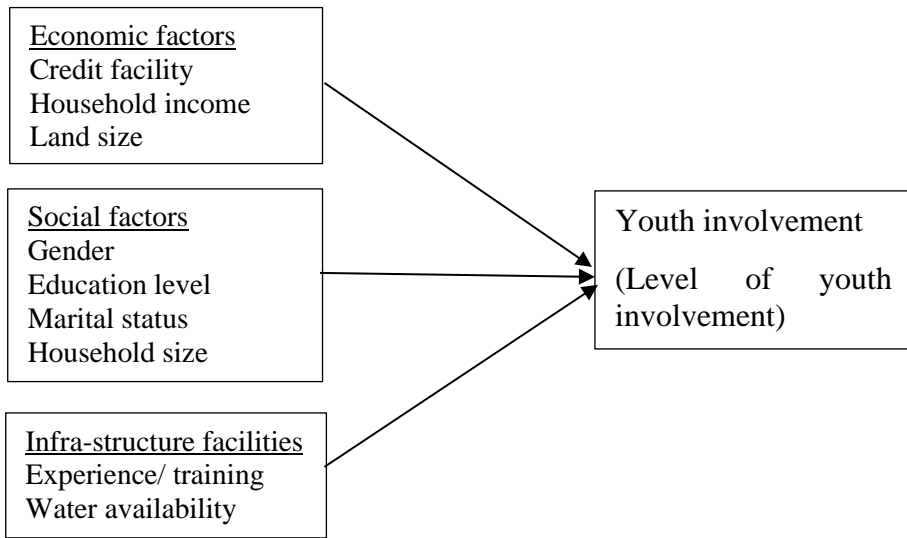 Economic factors
Credit facility
Household income
Land size
Social factors
Gender
Education level
Marital status
Household size
Infra-structure facilities
Experience/ training
Water availability
Youth involvement
(Level of youth
involvement)